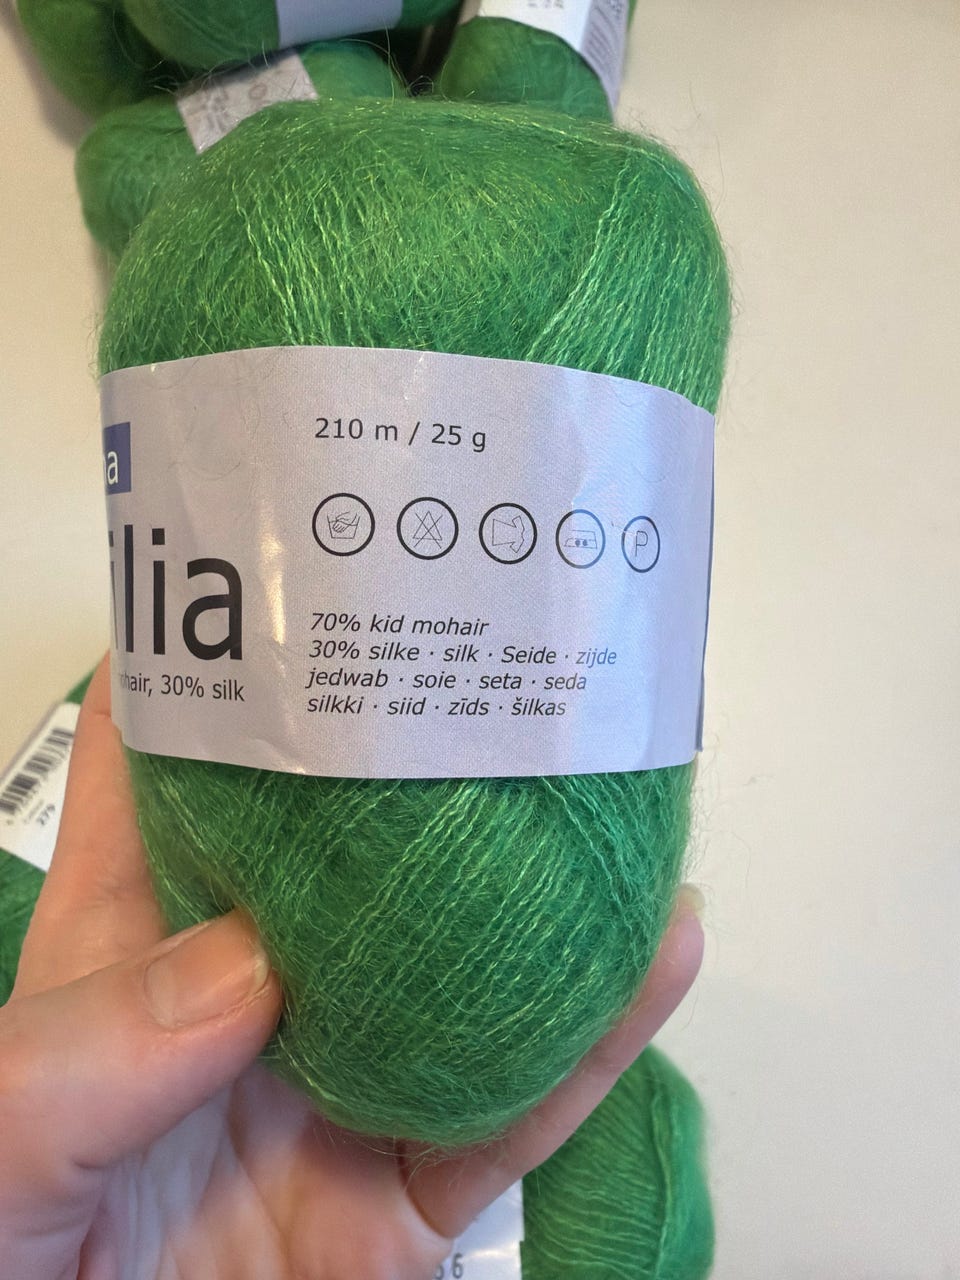 210 m / 25 g
P
ilia
mohair, 30% silk
70% kid mohair
30% silke · silk · Seide · zijde
jedwab · soie · seta · seda
silkki · siid · zīds · šilkas
279